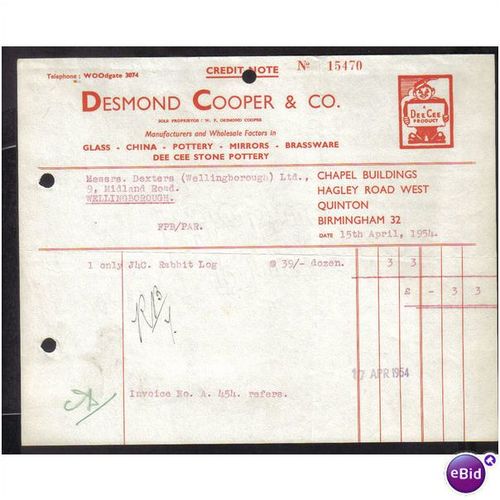 Telephone : WOOdgate 3074
CREDIT NOTE
No 15470
DESMOND COOPER & CO.
SOLE PROPRIETOR : W. F. DESMOND COOPER
Manufacturers and Wholesale Factors in
GLASS - CHINA - POTTERY - MIRRORS - BRASSWARE
DEE CEE STONE POTTERY
A
DEE CEE
PRODUCT
Messrs. Dexters (Wellingborough) Ltd.,
9, Midland Road.
WELLINGBOROUGH.
FPB/PAR.
CHAPEL BUILDINGS
HAGLEY ROAD WEST
QUINTON
BIRMINGHAM 32
DATE 15th April, 1954.
1 only J4C. Rabbit Log @ 39/- dozen. 3 3
£ - 3 3
17 APR 1954
Invoice No. A. 454. refers.
eBid